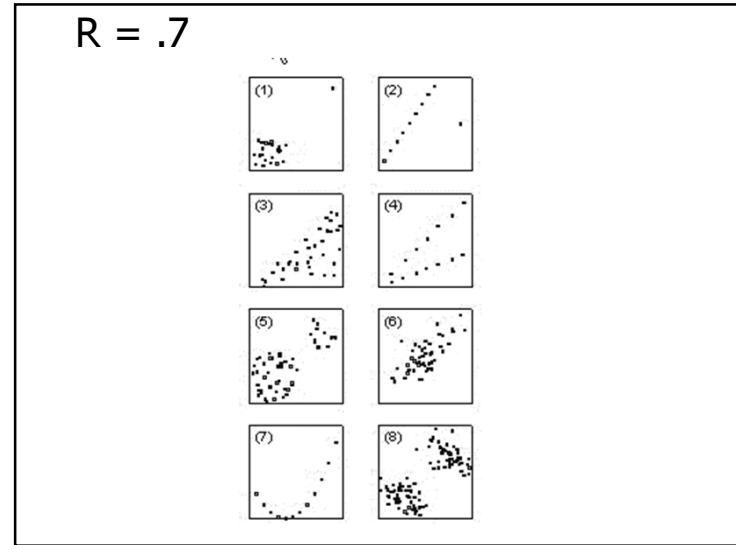 R = .7
(1) (2)
(3) (4)
(5) (6)
(7) (8)